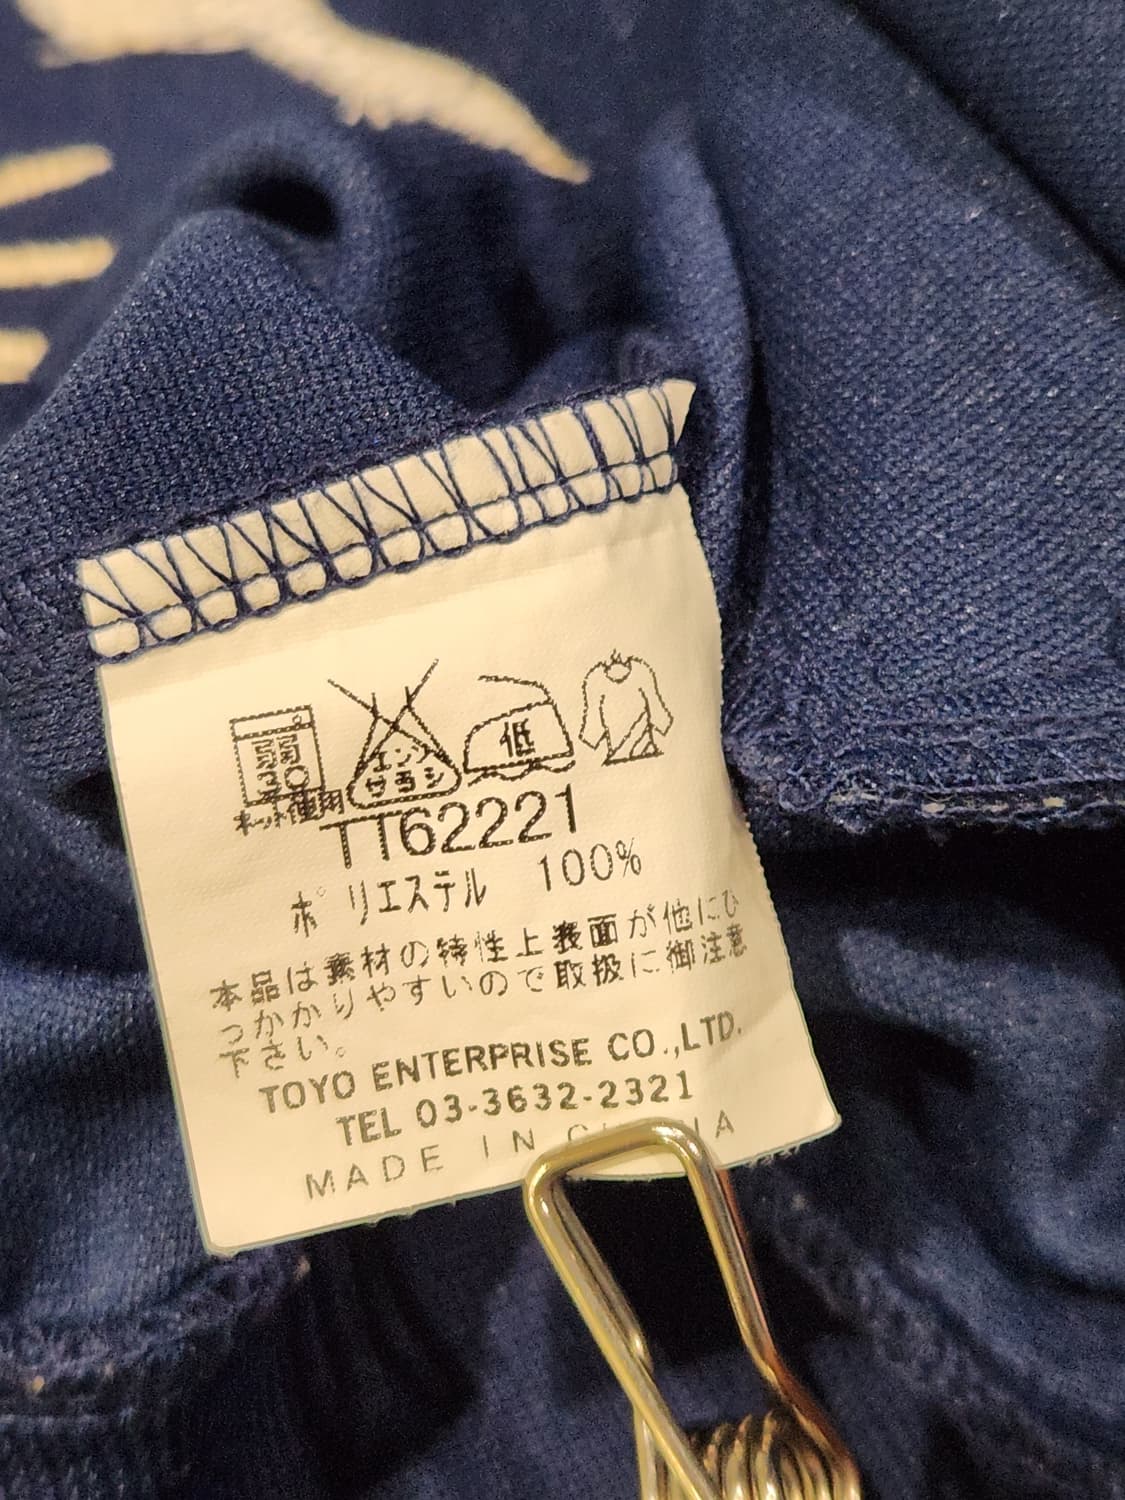 弱
ネット使用
エンソ
サラシ
低
TT62221
ポリエステル 100%
本品は素材の特性上表面が他にひ
っかかりやすいので取扱に御注意
下さい。
TOYO ENTERPRISE CO.,LTD.
TEL 03-3632-2321
MADE IN